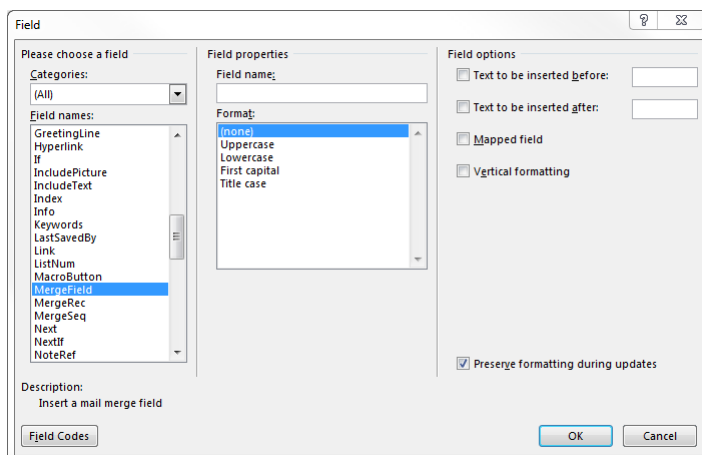 Field
?
Please choose a field
Categories:
(All)
Field names:
GreetingLine
Hyperlink
If
IncludePicture
IncludeText
Index
Info
Keywords
LastSavedBy
Link
ListNum
MacroButton
MergeField
MergeRec
MergeSeq
Next
NextIf
NoteRef
Field properties
Field name:
Format:
(none)
Uppercase
Lowercase
First capital
Title case
Field options
Text to be inserted before:
Text to be inserted after:
Mapped field
Vertical formatting
Preserve formatting during updates
Description:
Insert a mail merge field
Field Codes
OK
Cancel